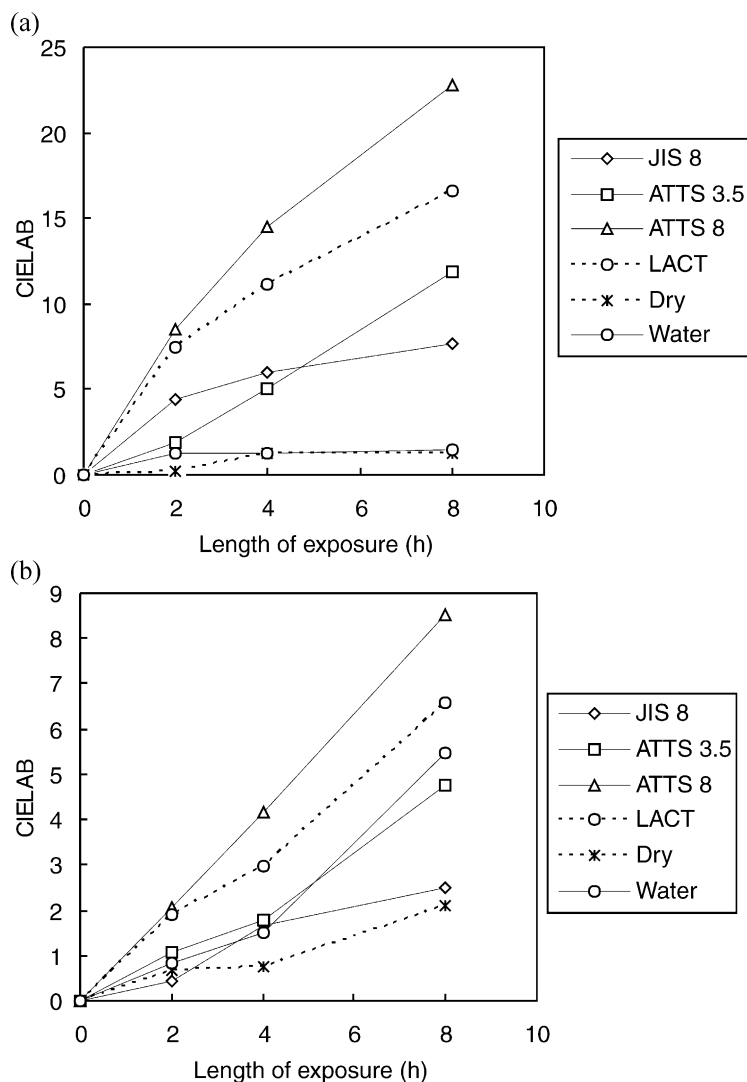 (a)
25
20
15
10
5
0
CIELAB
0 2 4 6 8 10
Length of exposure (h)
JIS 8
ATTS 3.5
ATTS 8
LACT
Dry
Water
(b)
9
8
7
6
5
4
3
2
1
0
CIELAB
0 2 4 6 8 10
Length of exposure (h)
JIS 8
ATTS 3.5
ATTS 8
LACT
Dry
Water